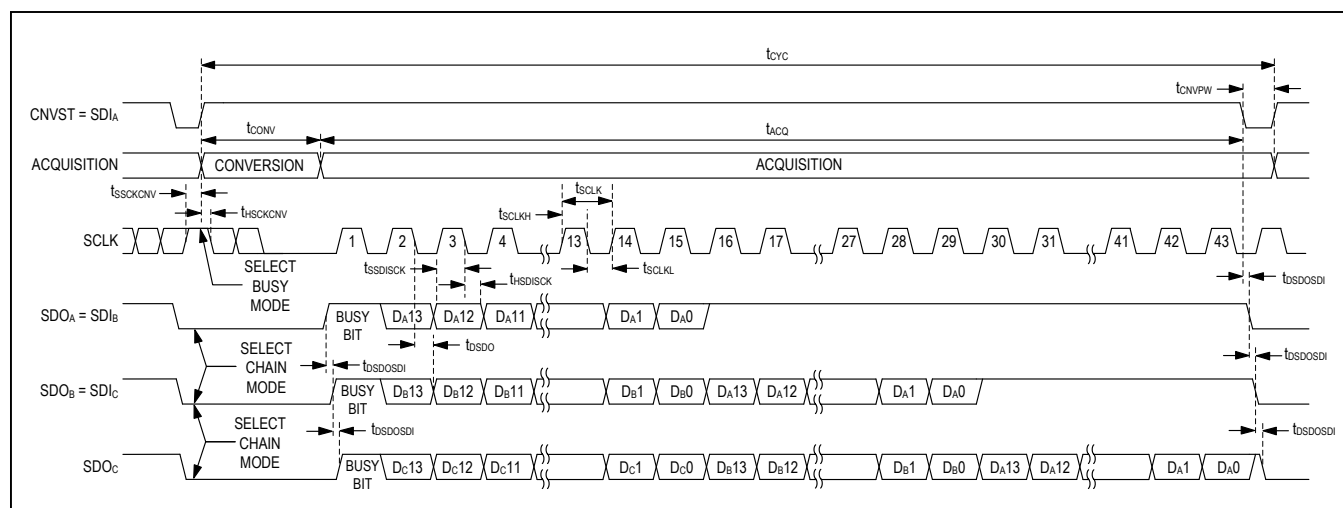 tCYC
tCNVPW
CNVST = SDIA
tCONV
tACQ
ACQUISITION
CONVERSION
ACQUISITION
tSSCKCNV
tHSCKCNV
tSCLK
tSCLKH
SCLK
1 2 3 4 13 14 15 16 17 27 28 29 30 31 41 42 43
tSCLKL
SELECT
BUSY
MODE
tSSDISCK
tHSDISCK
tDSDOSDI
SDOA = SDIB
BUSY
BIT
DA13 DA12 DA11 DA1 DA0
SELECT
CHAIN
MODE
tDSDO
tDSDOSDI
tDSDOSDI
SDOB = SDIC
BUSY
BIT
DB13 DB12 DB11 DB1 DB0 DA13 DA12 DA1 DA0
SELECT
CHAIN
MODE
tDSDOSDI
tDSDOSDI
SDOC
BUSY
BIT
DC13 DC12 DC11 DC1 DC0 DB13 DB12 DB1 DB0 DA13 DA12 DA1 DA0